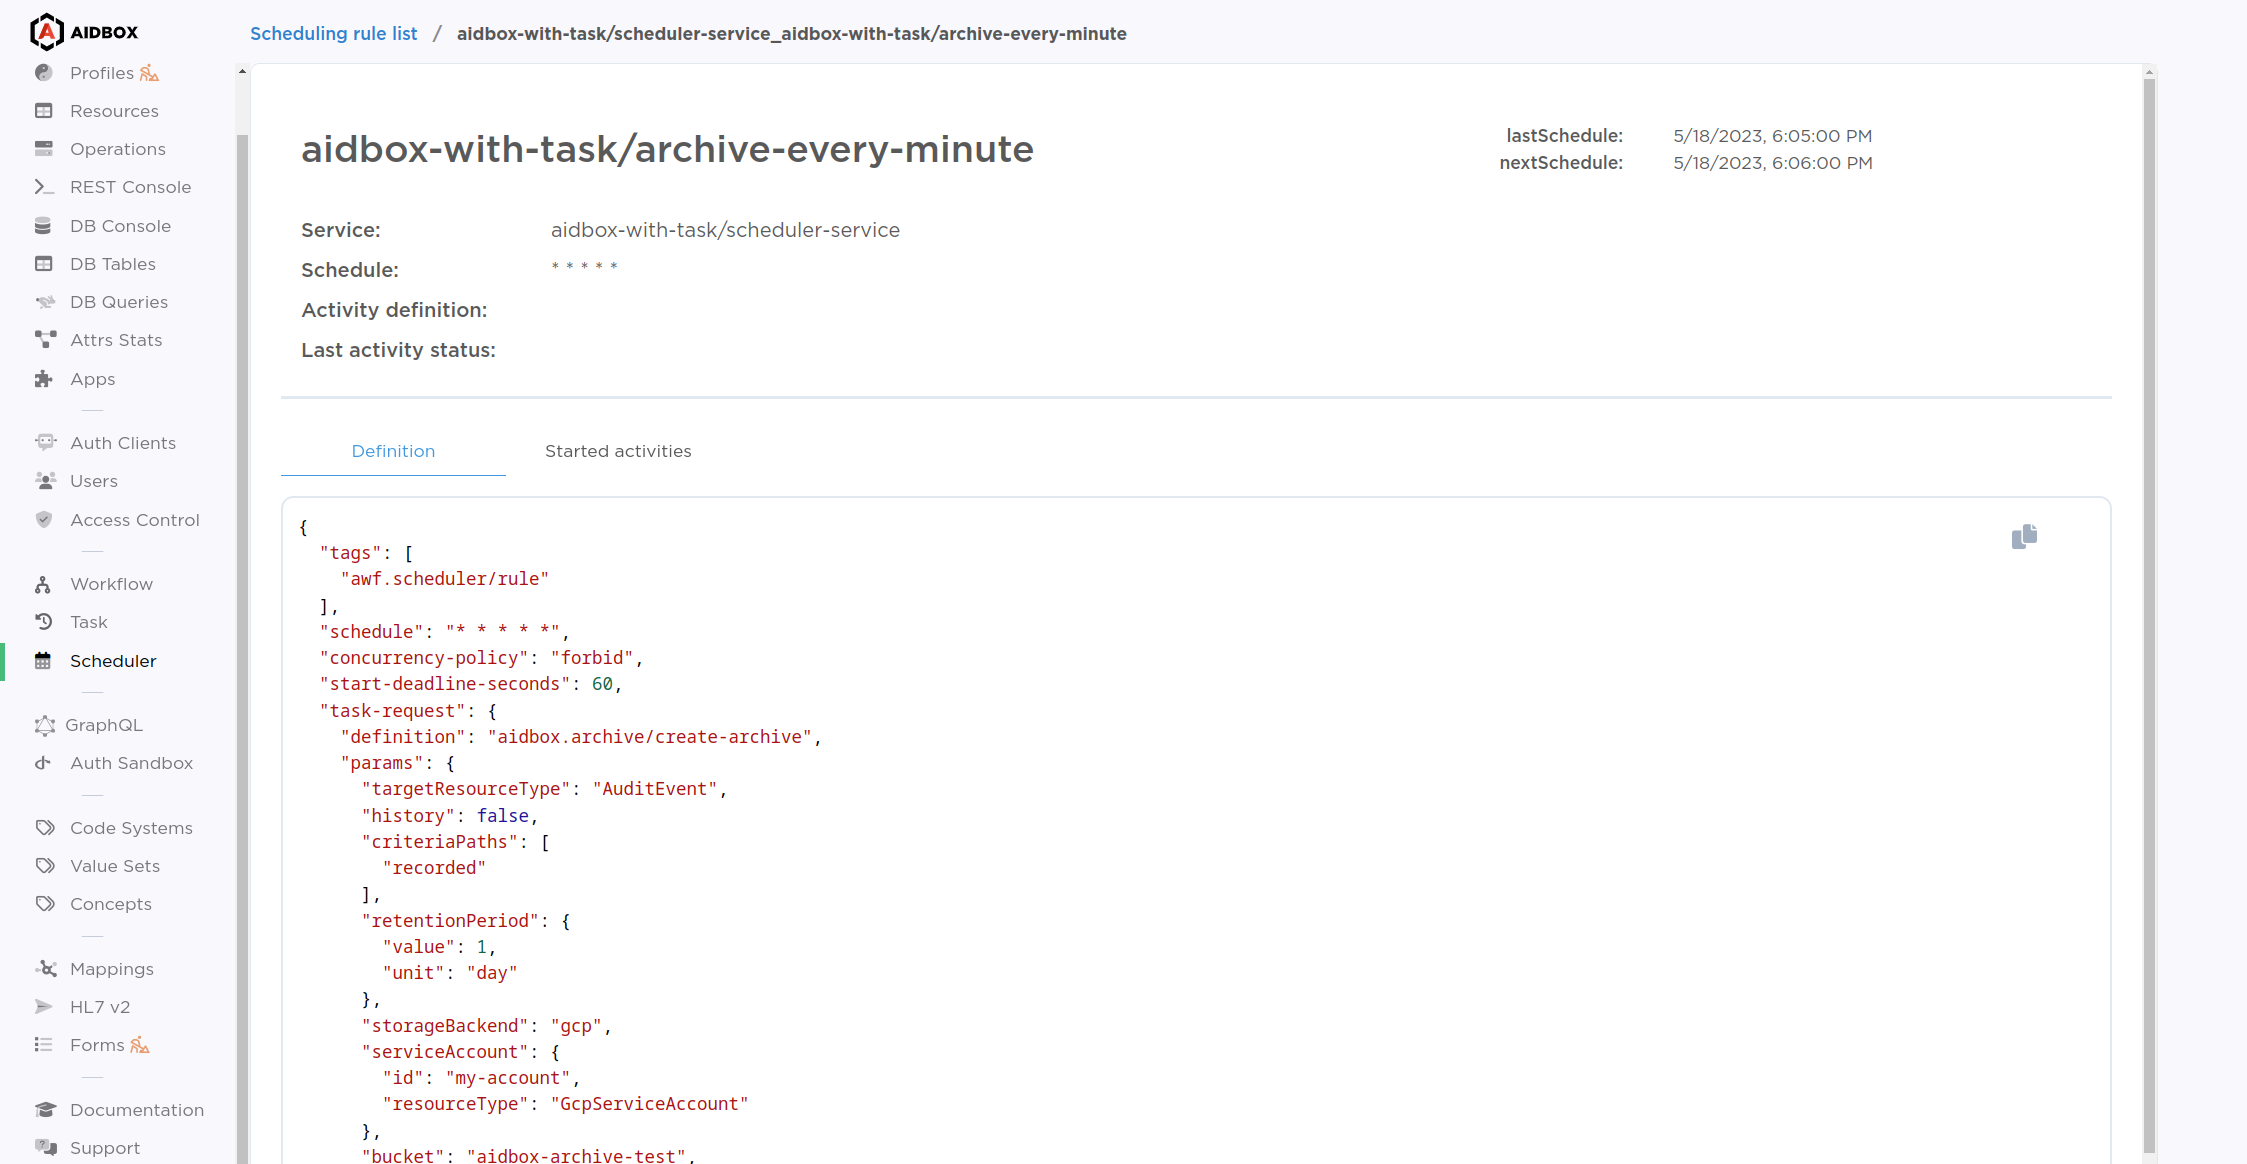 AIDBOX
Profiles
Resources
Operations
REST Console
DB Console
DB Tables
DB Queries
Attrs Stats
Apps
Auth Clients
Users
Access Control
Workflow
Task
Scheduler
GraphQL
Auth Sandbox
Code Systems
Value Sets
Concepts
Mappings
HL7 v2
Forms
Documentation
Support
Scheduling rule list / aidbox-with-task/scheduler-service_aidbox-with-task/archive-every-minute
aidbox-with-task/archive-every-minute
lastSchedule: 5/18/2023, 6:05:00 PM
nextSchedule: 5/18/2023, 6:06:00 PM
Service: aidbox-with-task/scheduler-service
Schedule: * * * * *
Activity definition:
Last activity status:
Definition Started activities
{
"tags": [
"awf.scheduler/rule"
],
"schedule": "* * * * *",
"concurrency-policy": "forbid",
"start-deadline-seconds": 60,
"task-request": {
"definition": "aidbox.archive/create-archive",
"params": {
"targetResourceType": "AuditEvent",
"history": false,
"criteriaPaths": [
"recorded"
],
"retentionPeriod": {
"value": 1,
"unit": "day"
},
"storageBackend": "gcp",
"serviceAccount": {
"id": "my-account",
"resourceType": "GcpServiceAccount"
},
"bucket": "aidbox-archive-test",